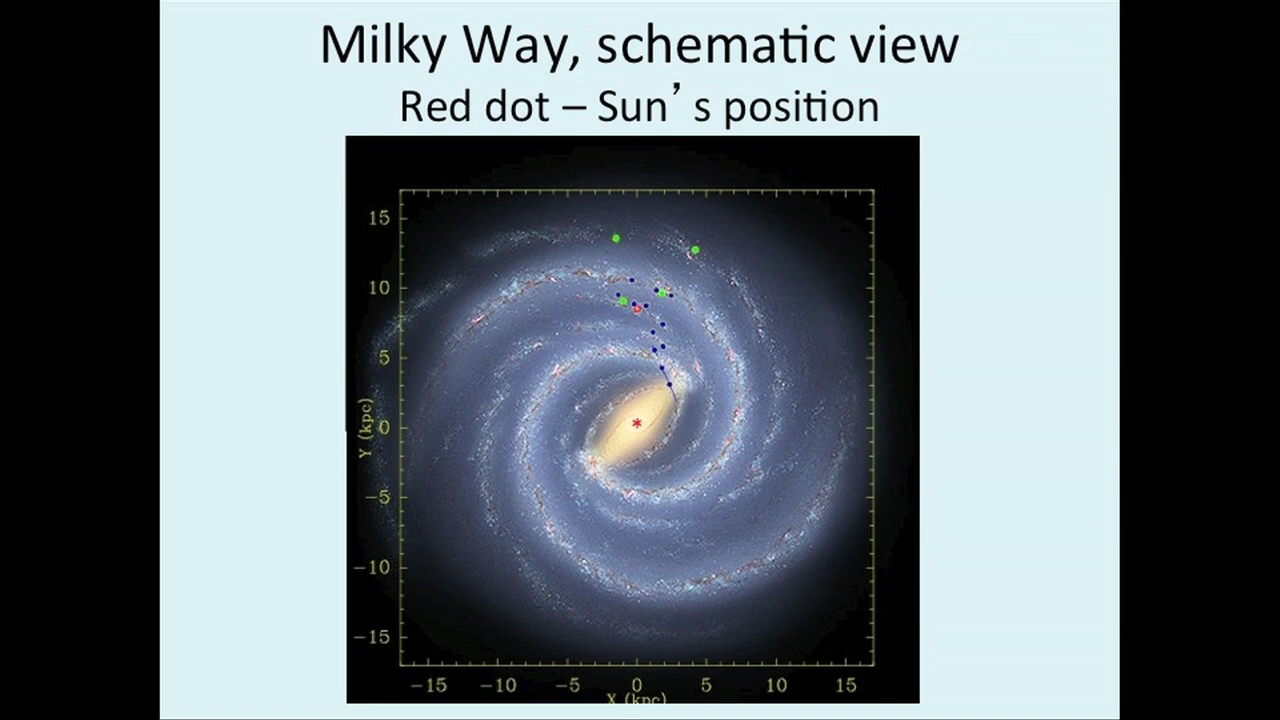 Milky Way, schematic view
Red dot – Sun’s position
15
10
5
0
−5
−10
−15
Y (kpc)
−15 −10 −5 0 5 10 15
X (kpc)